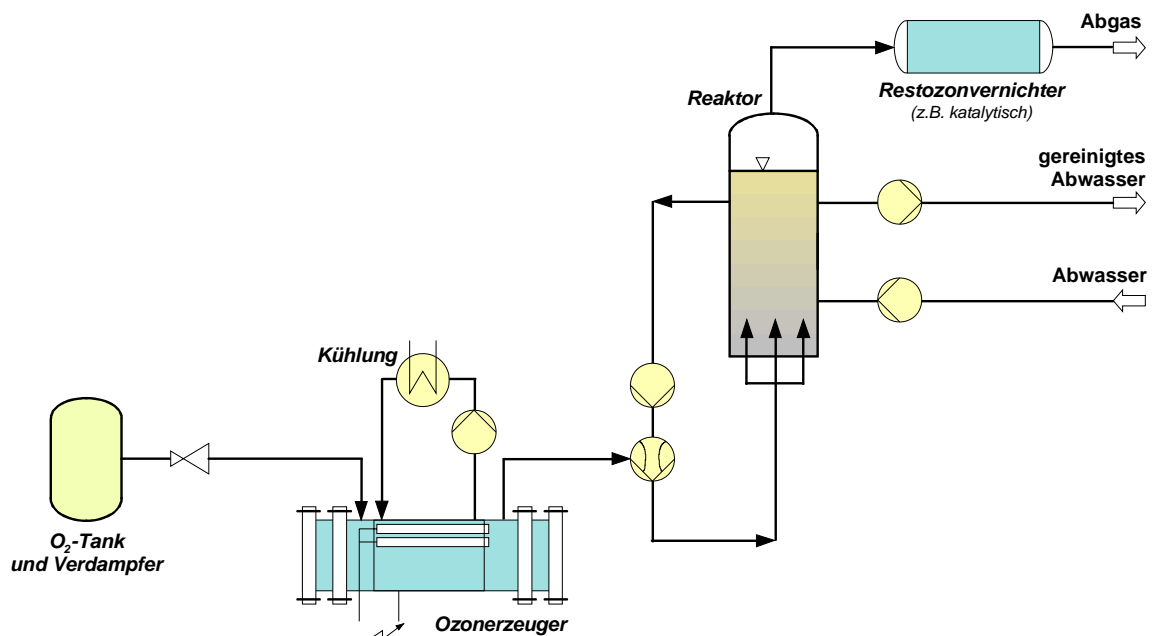 Abgas
Restozonvernichter
(z.B. katalytisch)
Reaktor
gereinigtes
Abwasser
Abwasser
Kühlung
O₂-Tank
und Verdampfer
Ozonerzeuger